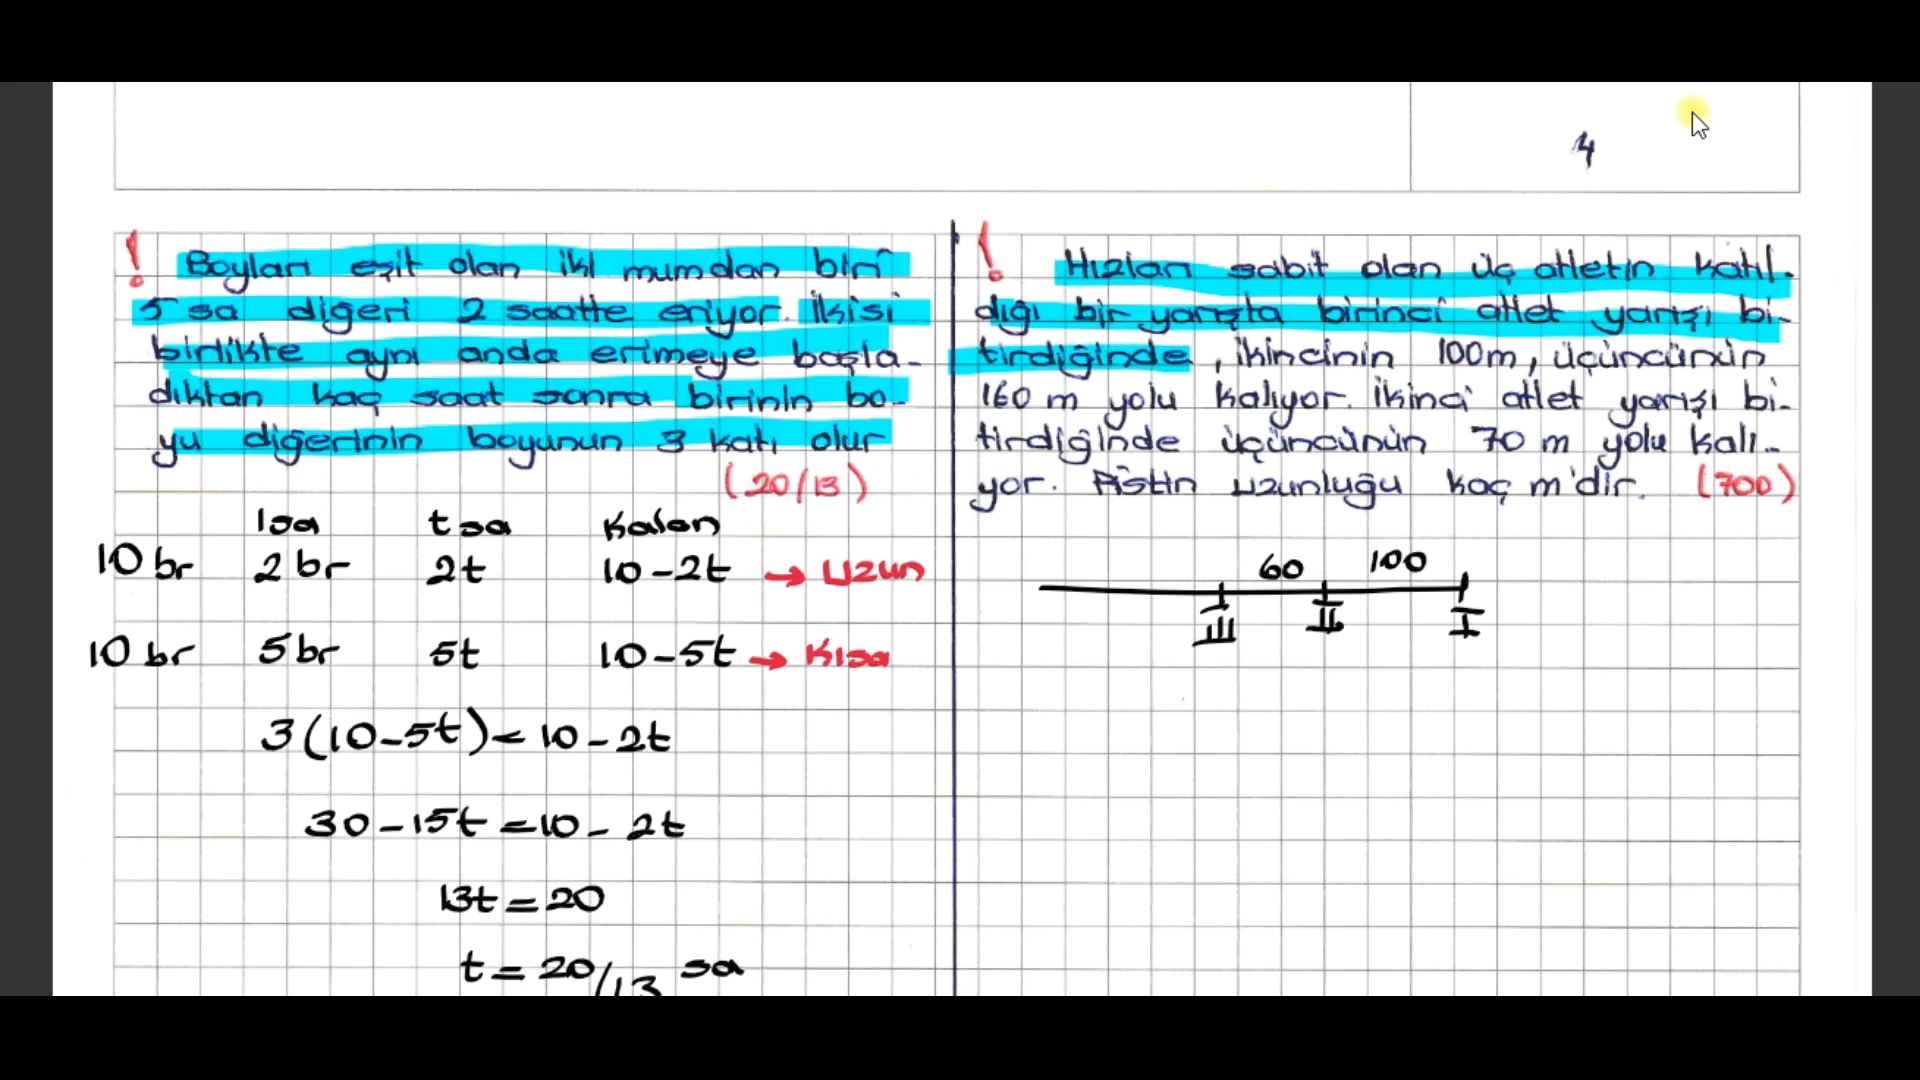 4
! Boyları eşit olan iki mumdan biri
5 sa diğeri 2 saatte eriyor. İkisi
birlikte aynı anda erimeye başla-
dıktan kaç saat sonra birinin bo-
yu diğerinin boyunun 3 katı olur
(20/13)
1sa tsa Kalan
10 br 2 br 2t 10-2t → Uzun
10 br 5br 5t 10-5t → Kısa
3(10-5t) = 10-2t
30-15t = 10-2t
13t = 20
t = 20/13 sa
! Hızları sabit olan üç atletin katıl-
dığı bir yarışta birinci atlet yarışı bi-
tirdiğinde, ikincinin 100m, üçüncünün
160 m yolu kalıyor. İkinci atlet yarışı bi-
tirdiğinde üçüncünün 70 m yolu kalı-
yor. Pistin uzunluğu kaç m'dir. (700)
60 100
III II I